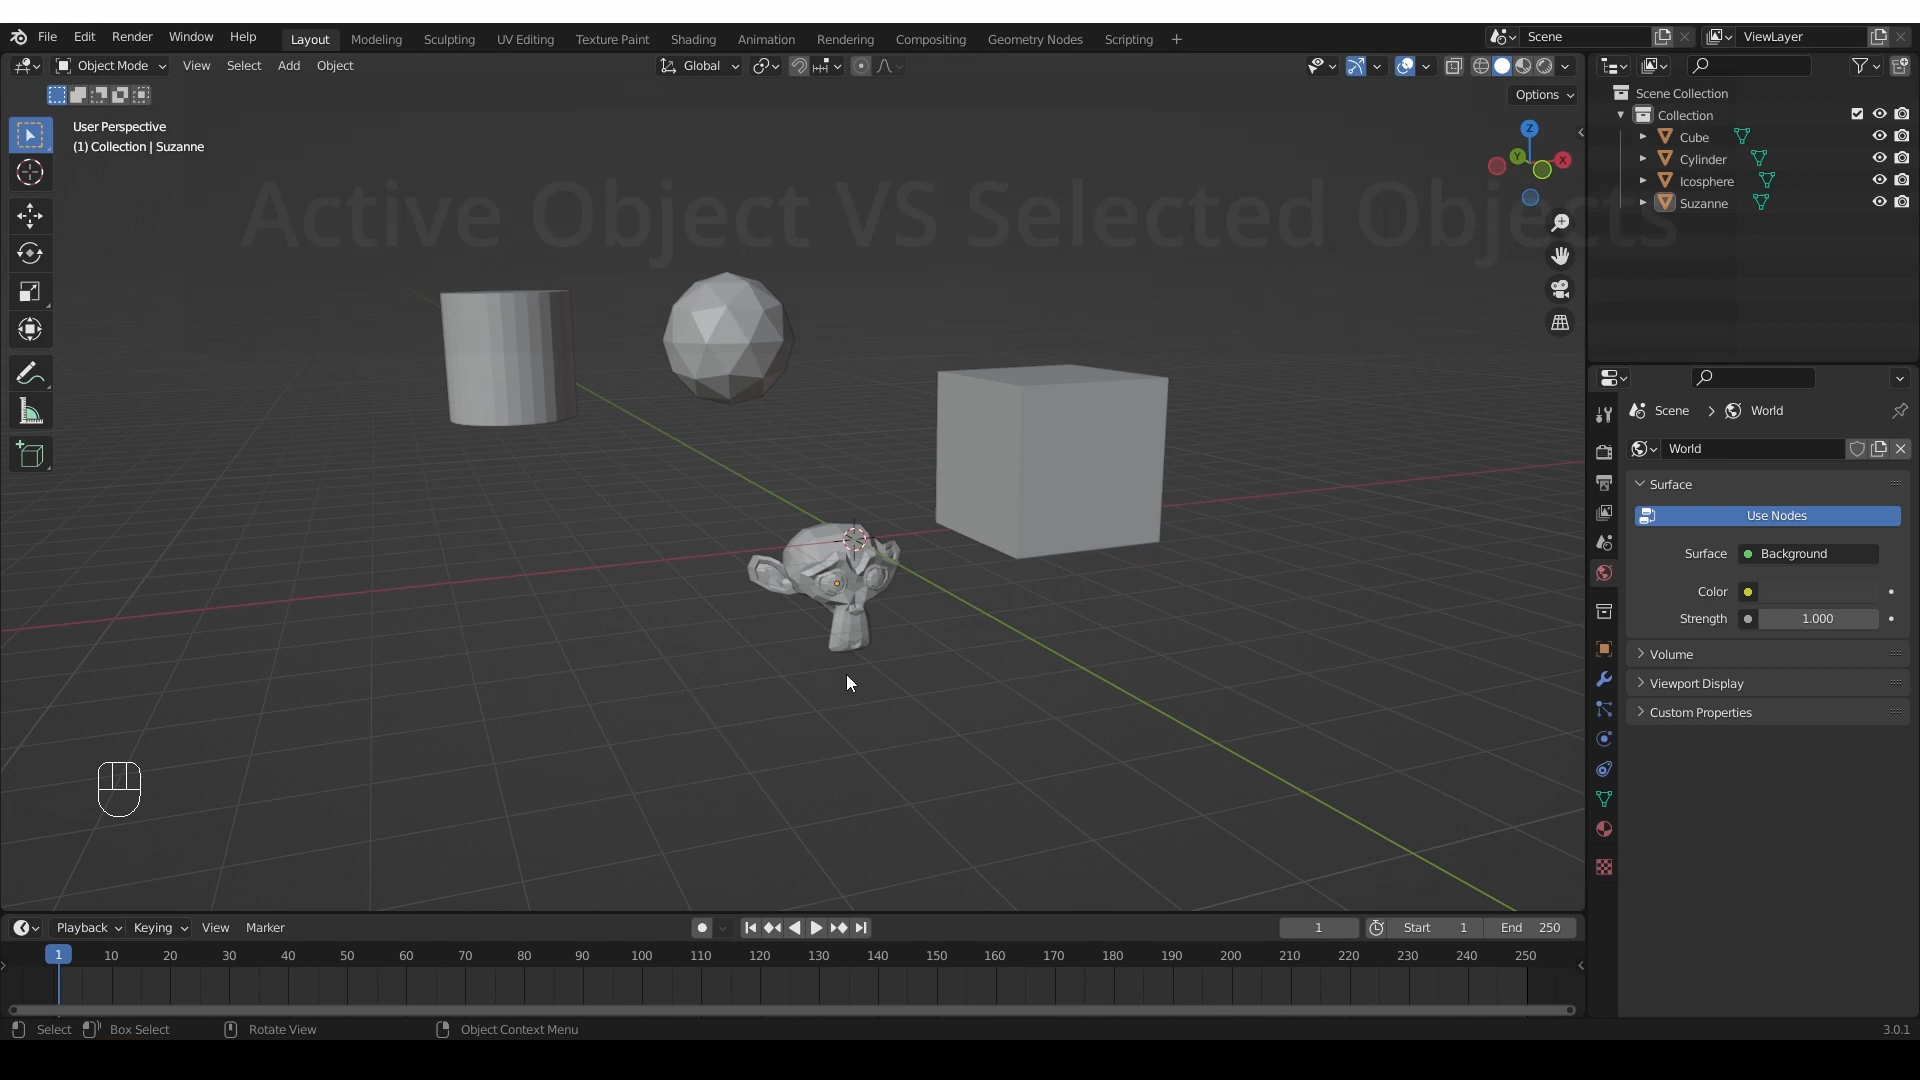 File Edit Render Window Help Layout Modeling Sculpting UV Editing Texture Paint Shading Animation Rendering Compositing Geometry Nodes Scripting + Scene ViewLayer
Object Mode View Select Add Object Global
Options
User Perspective
(1) Collection | Suzanne
Z
Y
X
Active Object VS Selected Objects
Scene Collection
Collection
Cube
Cylinder
Icosphere
Suzanne
Scene > World
World
Surface
Use Nodes
Surface Background
Color
Strength 1.000
Volume
Viewport Display
Custom Properties
Playback Keying View Marker 1 Start 1 End 250
1 10 20 30 40 50 60 70 80 90 100 110 120 130 140 150 160 170 180 190 200 210 220 230 240 250
Select Box Select Rotate View Object Context Menu 3.0.1